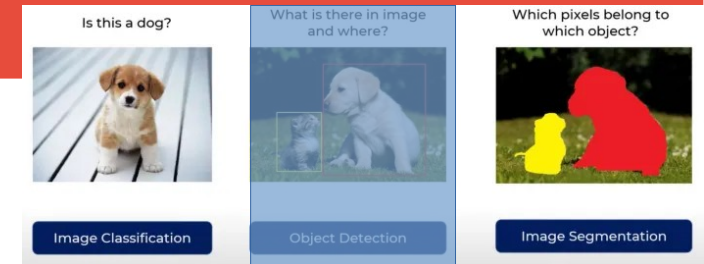 Is this a dog?
What is there in image
and where?
Which pixels belong to
which object?
Image Classification
Object Detection
Image Segmentation